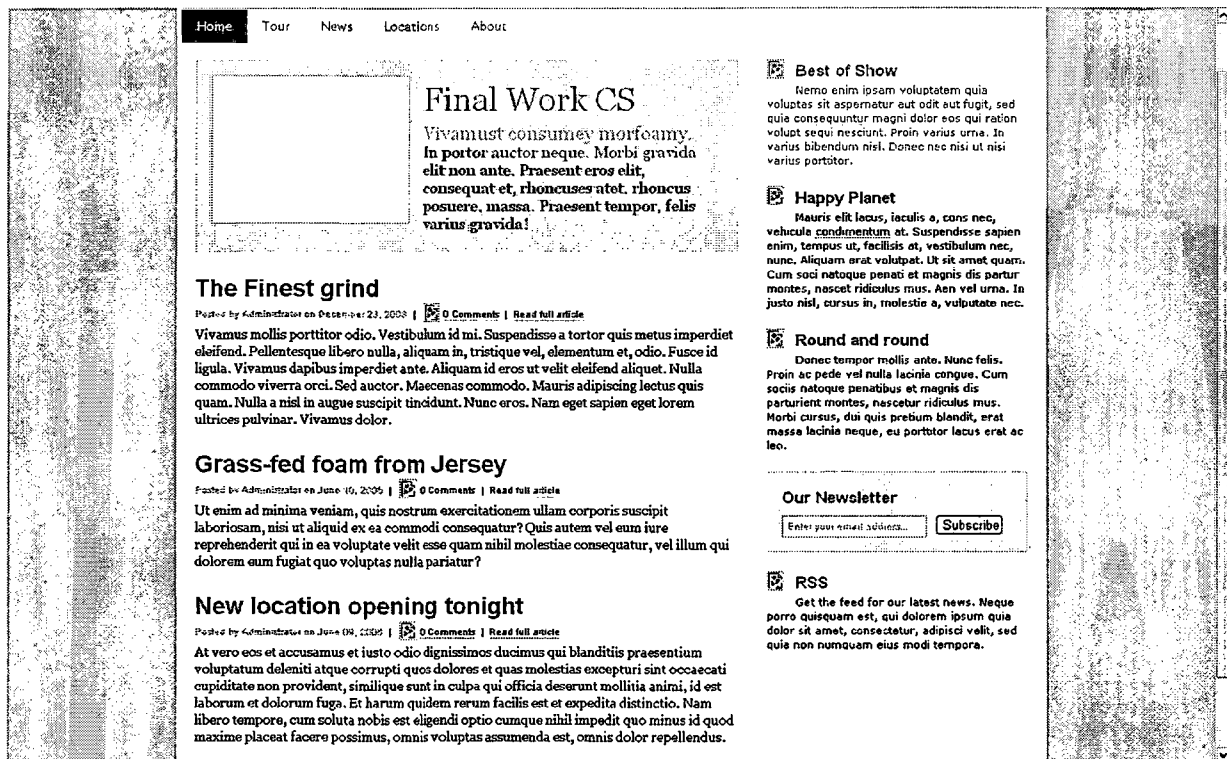 Home Tour News Locations About
Final Work CS
Vivamust consumey morfoamy.
In portor auctor neque. Morbi gravida
elit non ante. Praesent eros elit,
consequat et, rhoncuses atet. rhoncus
posuere, massa. Praesent tempor, felis
varius gravida!
The Finest grind
Posted by Administrator on December 23, 2008 | 0 Comments | Read full article
Vivamus mollis porttitor odio. Vestibulum id mi. Suspendisse a tortor quis metus imperdiet
eleifend. Pellentesque libero nulla, aliquam in, tristique vel, elementum et, odio. Fusce id
ligula. Vivamus dapibus imperdiet ante. Aliquam id eros ut velit eleifend aliquet. Nulla
commodo viverra orci. Sed auctor. Maecenas commodo. Mauris adipiscing lectus quis
quam. Nulla a nisl in augue suscipit tincidunt. Nunc eros. Nam eget sapien eget lorem
ultrices pulvinar. Vivamus dolor.
Grass-fed foam from Jersey
Posted by Administrator on June | 0 Comments | Read full article
Ut enim ad minima veniam, quis nostrum exercitationem ullam corporis suscipit
laboriosam, nisi ut aliquid ex ea commodi consequatur? Quis autem vel eum iure
reprehenderit qui in ea voluptate velit esse quam nihil molestiae consequatur, vel illum qui
dolorem eum fugiat quo voluptas nulla pariatur?
New location opening tonight
Posted by Administrator on June | 0 Comments | Read full article
At vero eos et accusamus et iusto odio dignissimos ducimus qui blanditiis praesentium
voluptatum deleniti atque corrupti quos dolores et quas molestias excepturi sint occaecati
cupiditate non provident, similique sunt in culpa qui officia deserunt mollitia animi, id est
laborum et dolorum fuga. Et harum quidem rerum facilis est et expedita distinctio. Nam
libero tempore, cum soluta nobis est eligendi optio cumque nihil impedit quo minus id quod
maxime placeat facere possimus, omnis voluptas assumenda est, omnis dolor repellendus.
Best of Show
Nemo enim ipsam voluptatem quia
voluptas sit aspernatur aut odit aut fugit, sed
quia consequuntur magni dolor eos qui ration
volupt sequi nesciunt. Proin varius urna. In
varius bibendum nisl. Donec nec nisi ut nisi
varius porttitor.
Happy Planet
Mauris elit lacus, iaculis a, cons nec,
vehicula condimentum at. Suspendisse sapien
enim, tempus ut, facilisis at, vestibulum nec,
nunc. Aliquam erat volutpat. Ut sit amet quam.
Cum soci natoque penati et magnis dis partur
montes, nascet ridiculus mus. Aen vel urna. In
justo nisl, cursus in, molestie a, vulputate nec.
Round and round
Donec tempor mollis ante. Nunc felis.
Proin ac pede vel nulla lacinia congue. Cum
sociis natoque penatibus et magnis dis
parturient montes, nascetur ridiculus mus.
Morbi cursus, dui quis pretium blandit, erat
massa lacinia neque, eu porttitor lacus erat ac
leo.
Our Newsletter
Enter your email address... Subscribe
RSS
Get the feed for our latest news. Neque
porro quisquam est, qui dolorem ipsum quia
dolor sit amet, consectetur, adipisci velit, sed
quia non numquam eius modi tempora.